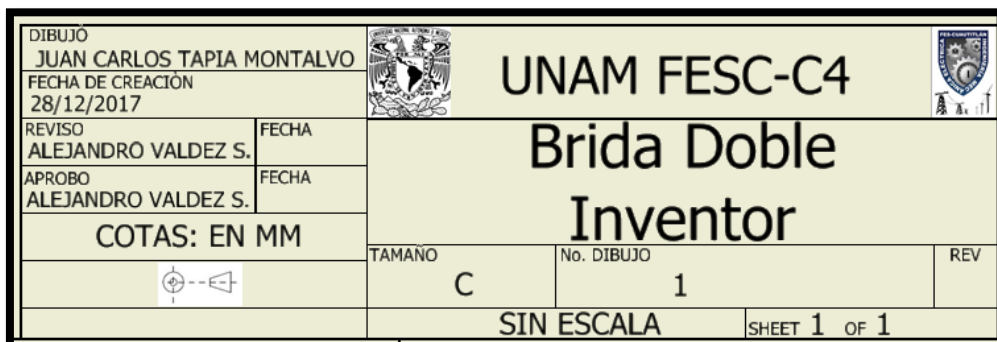 DIBUJÓ
JUAN CARLOS TAPIA MONTALVO
FECHA DE CREACIÓN
28/12/2017
REVISO
FECHA
ALEJANDRO VALDEZ S.
APROBO
FECHA
ALEJANDRO VALDEZ S.
COTAS: EN MM
UNAM FESC-C4
Brida Doble
Inventor
TAMAÑO
C
No. DIBUJO
1
REV
SIN ESCALA
SHEET 1 OF 1